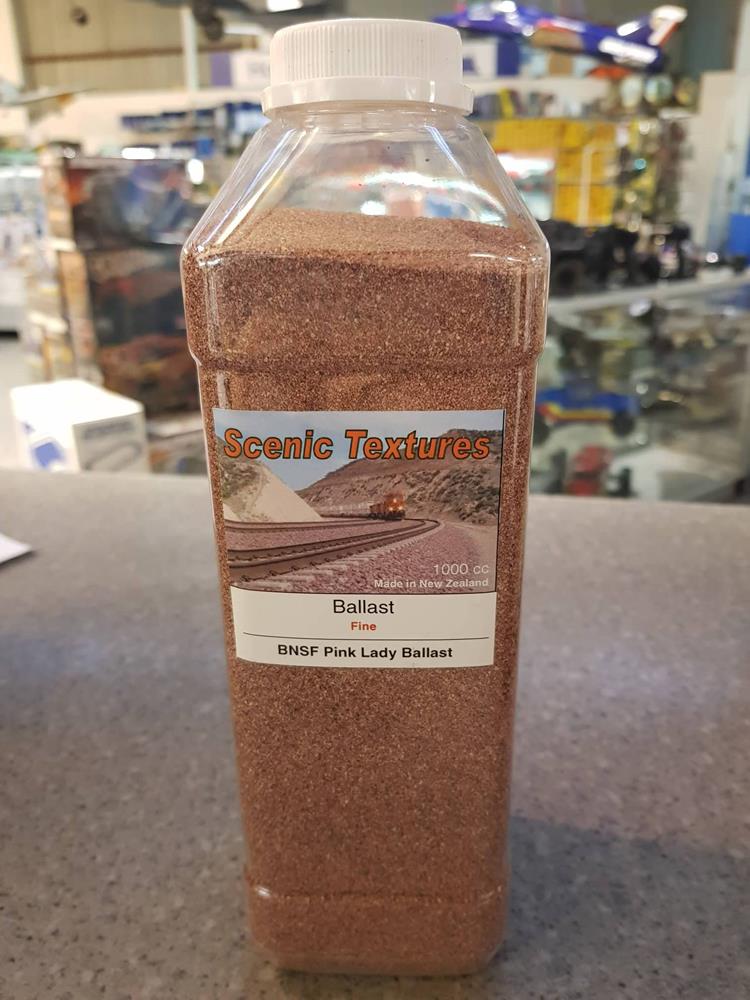 Scenic Textures
1000 cc
Made in New Zealand
Ballast
Fine
BNSF Pink Lady Ballast